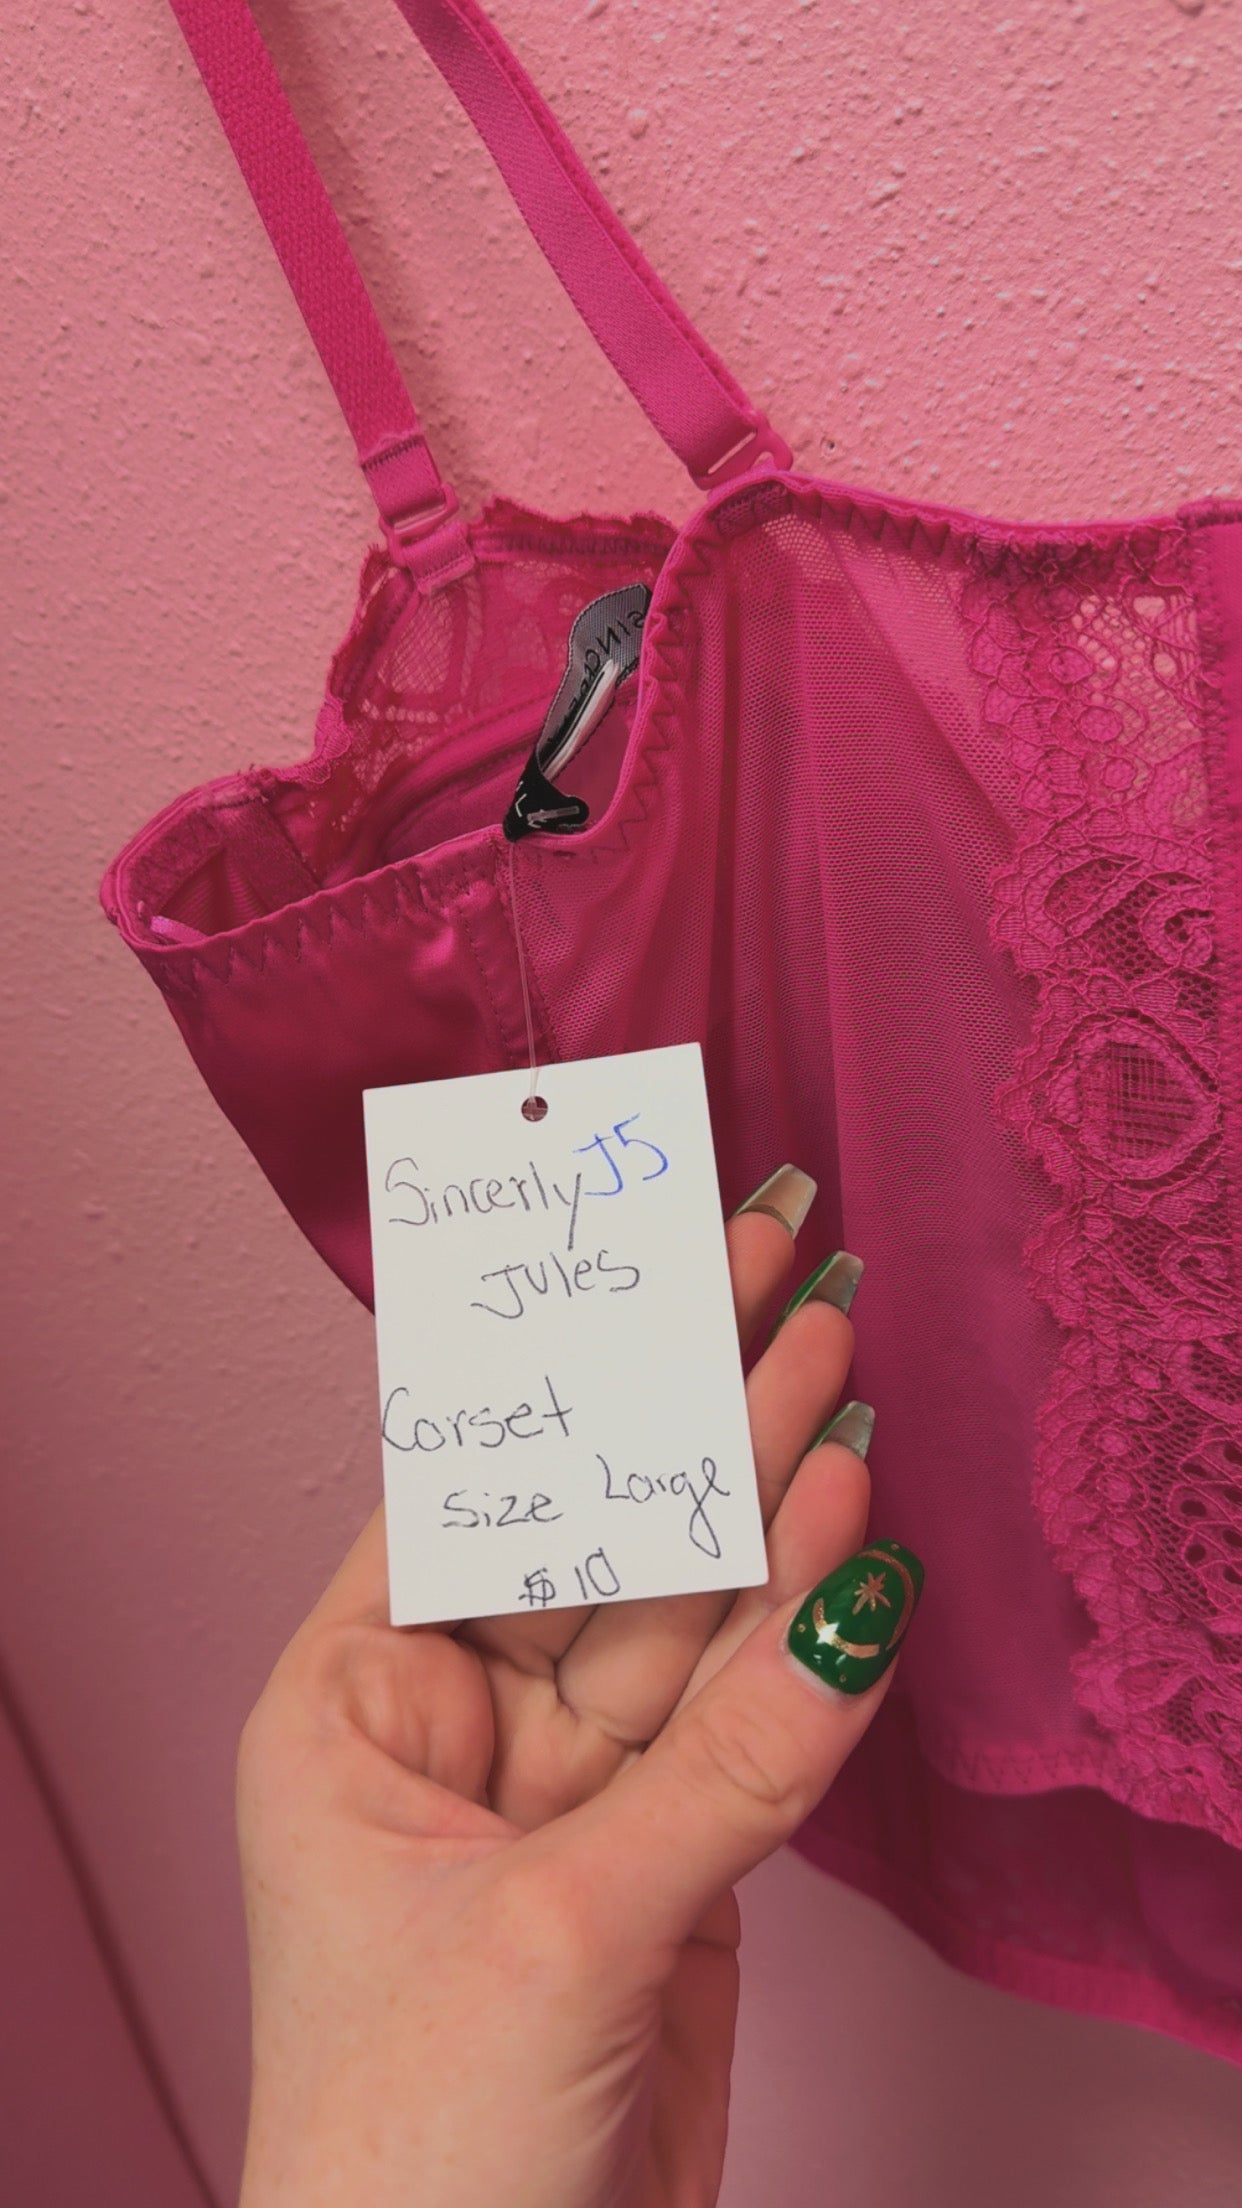 Sincerly J5
Jules
Corset
Size Large
$10